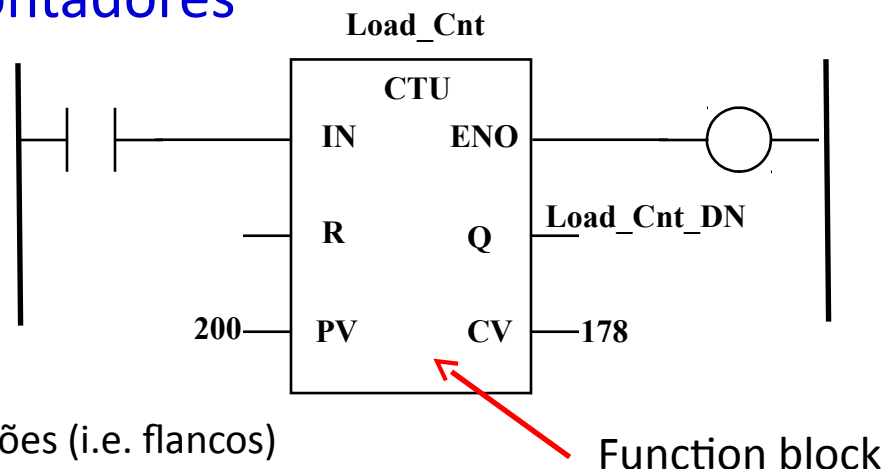 ontadores
Load_Cnt
CTU
IN ENO
R Q Load_Cnt_DN
200 PV CV 178
ões (i.e. flancos)
Function block